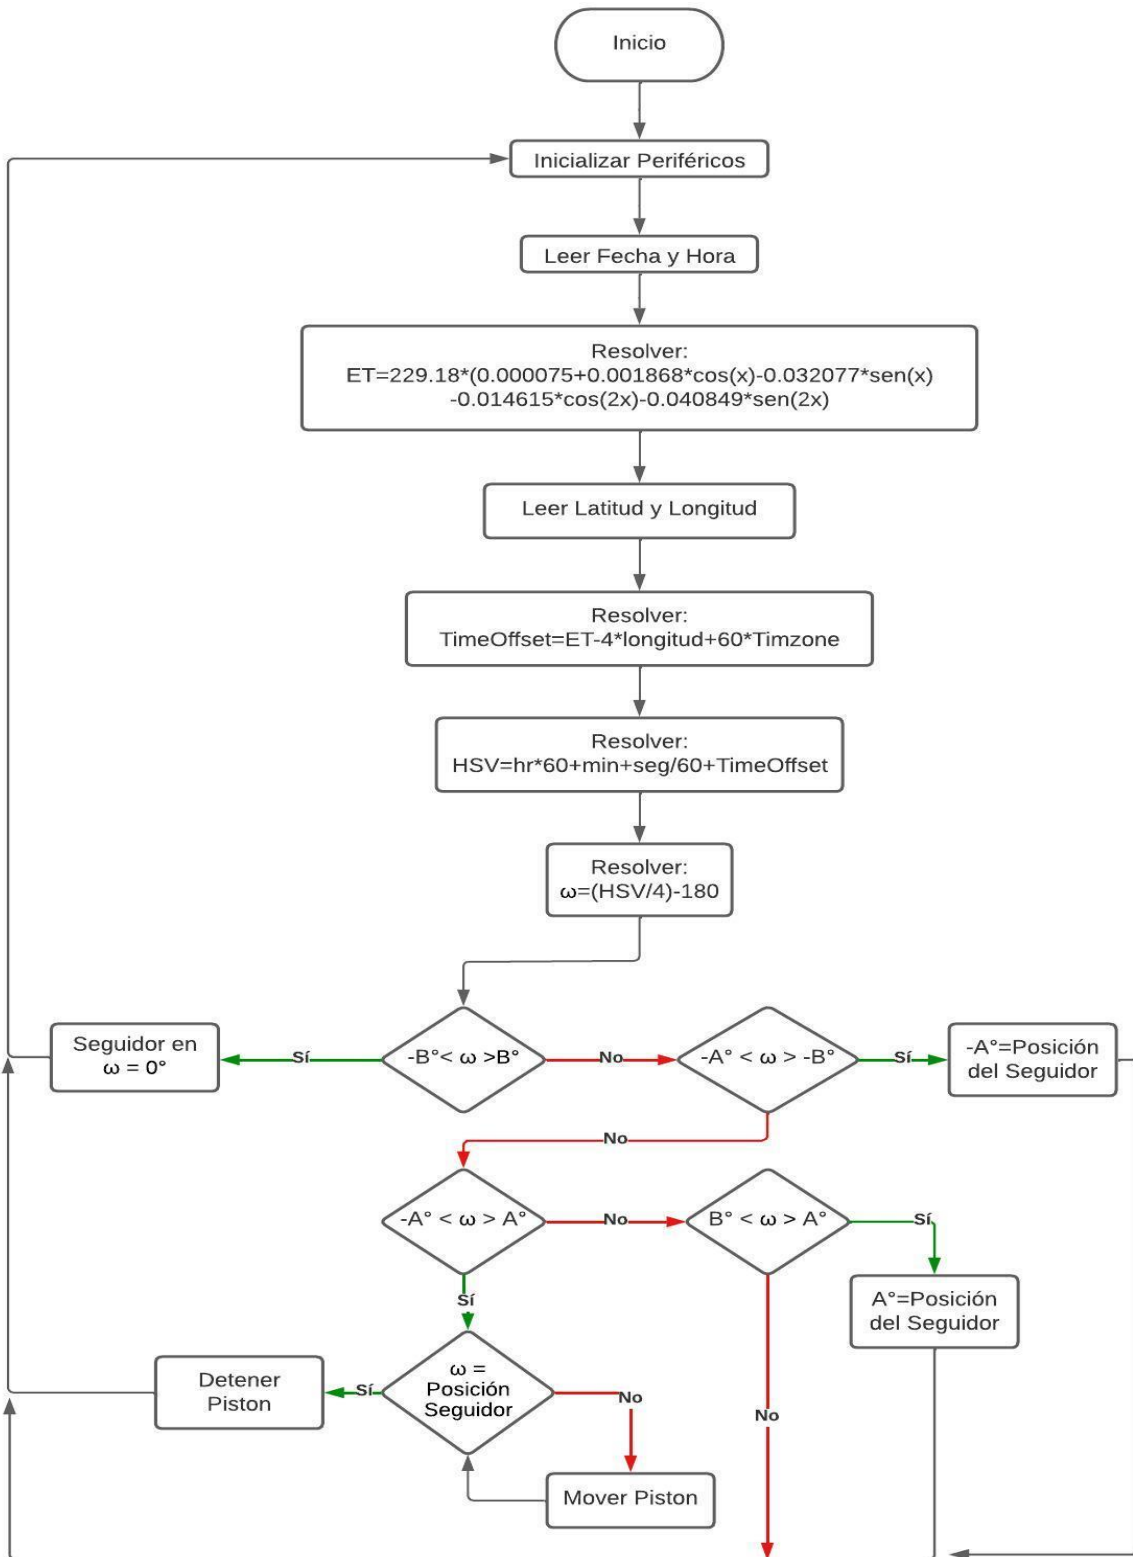 Inicio
Inicializar Periféricos
Leer Fecha y Hora
Resolver:
ET=229.18*(0.000075+0.001868*cos(x)-0.032077*sen(x)
-0.014615*cos(2x)-0.040849*sen(2x)
Leer Latitud y Longitud
Resolver:
TimeOffset=ET-4*longitud+60*Timzone
Resolver:
HSV=hr*60+min+seg/60+TimeOffset
Resolver:
ω=(HSV/4)-180
-B°< ω >B°
Sí
Seguidor en
ω = 0°
No
-A° < ω > -B°
Sí
-A°=Posición
del Seguidor
No
-A° < ω > A°
No
B° < ω > A°
Sí
A°=Posición
del Seguidor
Sí
ω =
Posición
Seguidor
Sí
Detener
Piston
No
Mover Piston
No